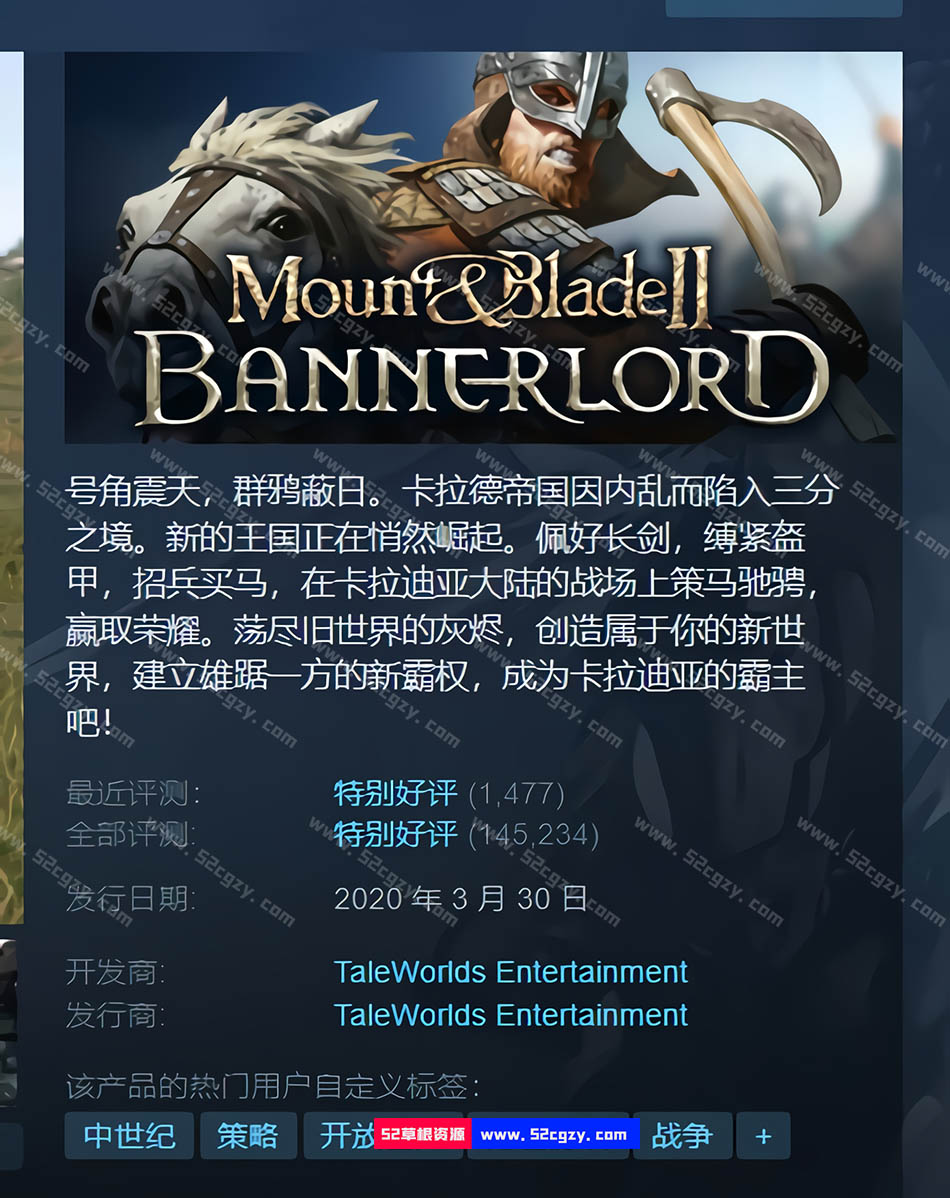 Mount & Blade II
BANNERLORD
号角震天，群鸦蔽日。卡拉德帝国因内乱而陷入三分
之境。新的王国正在悄然崛起。佩好长剑，缚紧盔
甲，招兵买马，在卡拉迪亚大陆的战场上策马驰骋，
赢取荣耀。荡尽旧世界的灰烬，创造属于你的新世
界，建立雄踞一方的新霸权，成为卡拉迪亚的霸主
吧！
最近评测： 特别好评 (1,477)
全部评测: 特别好评 (145,234)
发行日期: 2020 年 3 月 30 日
开发商: TaleWorlds Entertainment
发行商: TaleWorlds Entertainment
该产品的热门用户自定义标签：
中世纪 策略 开放 52草根资源 www.52cgzy.com 战争 +
www.52cgzy.com